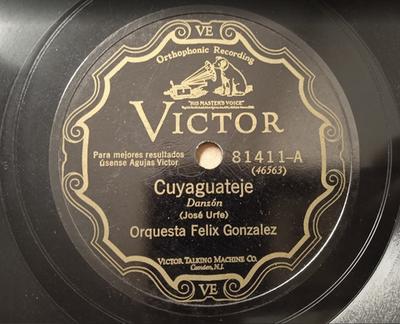 VE
Orthophonic Recording
"HIS MASTER'S VOICE"
VICTOR
Para mejores resultados
úsense Agujas Victor
81411-A
(46563)
Cuyaguateje
Danzón
(José Urfe)
Orquesta Felix Gonzalez
VICTOR TALKING MACHINE CO.
Camden, N.J.
VE